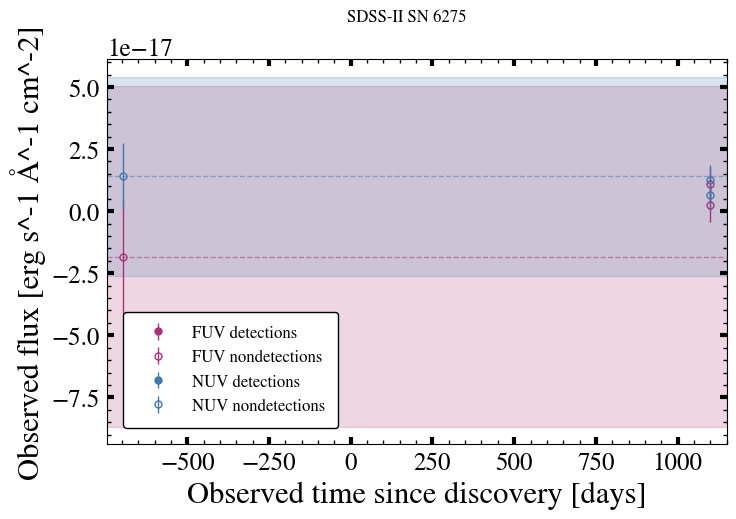 SDSS-II SN 6275
1e−17
5.0
2.5
0.0
−2.5
−5.0
−7.5
Observed flux [erg s^-1 Å^-1 cm^-2]
FUV detections
FUV nondetections
NUV detections
NUV nondetections
−500 −250 0 250 500 750 1000
Observed time since discovery [days]